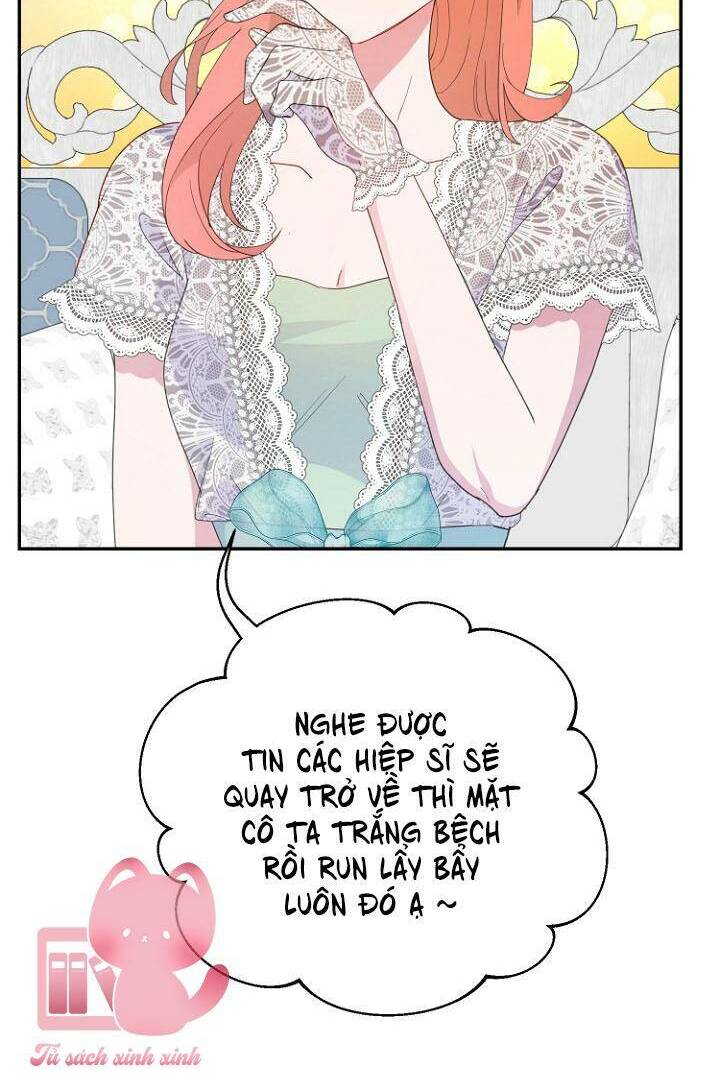 NGHE ĐƯỢC
TIN CÁC HIỆP SĨ SẼ
QUAY TRỞ VỀ THÌ MẶT
CÔ TA TRẮNG BỆCH
RỒI RUN LẨY BẨY
LUÔN ĐÓ Ạ ~
Tủ sách xinh xinh